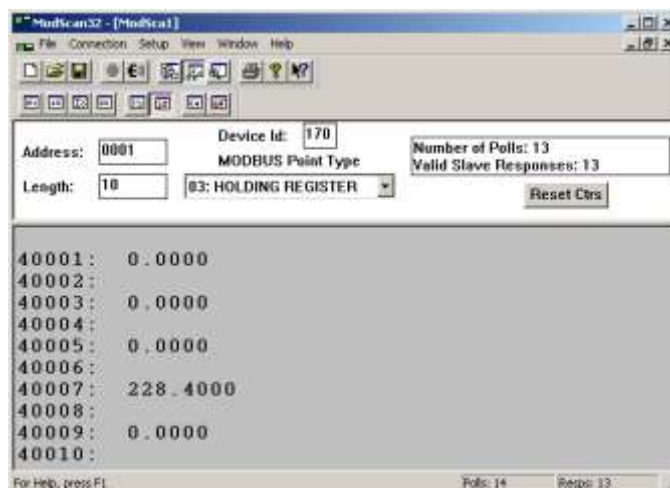 ModScan32 - [ModSca1]
File Connection Setup View Window Help
Address: 0001
Device Id: 170
MODBUS Point Type
Length: 10
03: HOLDING REGISTER
Number of Polls: 13
Valid Slave Responses: 13
Reset Ctrs
40001: 0.0000
40002:
40003: 0.0000
40004:
40005: 0.0000
40006:
40007: 228.4000
40008:
40009: 0.0000
40010:
For Help, press F1
Polls: 14
Resps: 13